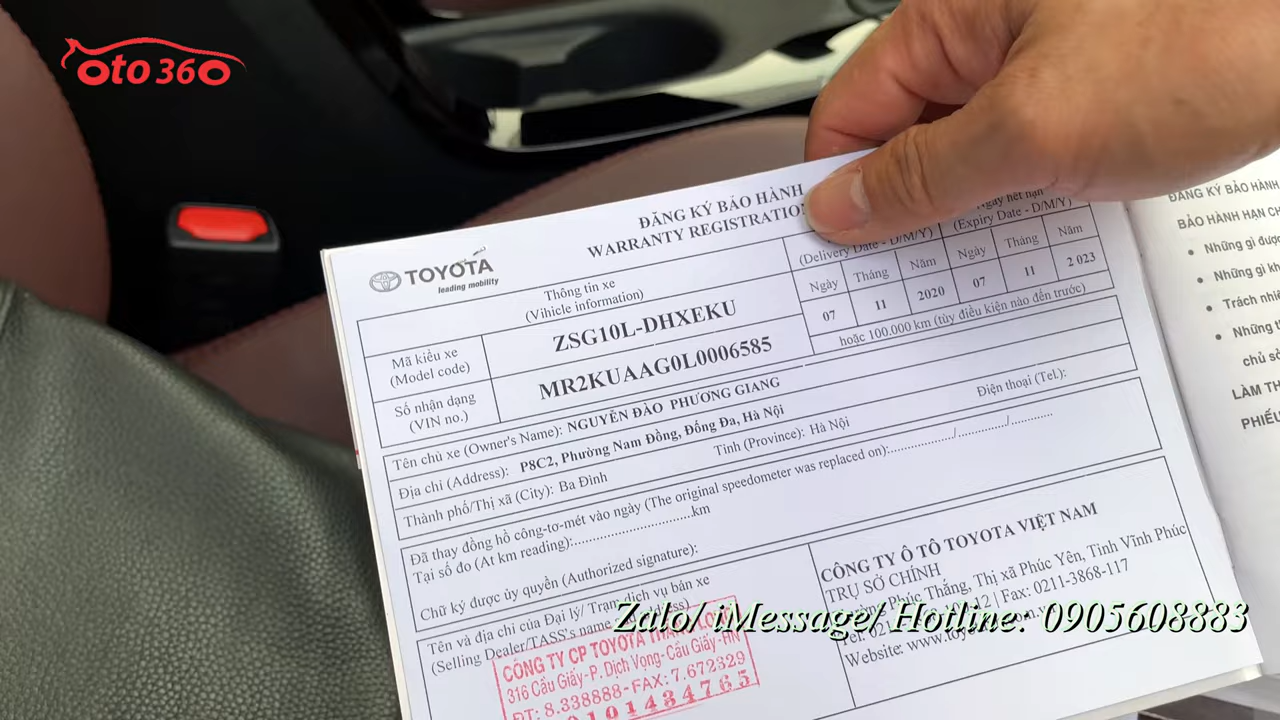 oto 360
ĐĂNG KÝ BẢO HÀNH
WARRANTY REGISTRATION
TOYOTA
leading mobility
Thông tin xe
(Vihicle information)
(Delivery Date - D/M/Y)
Ngày hết hạn
(Expiry Date - D/M/Y)
Ngày Tháng Năm Ngày Tháng Năm
07 11 2020 07 11 2 023
hoặc 100.000 km (tùy điều kiện nào đến trước)
Mã kiểu xe
(Model code)
ZSG10L-DHXEKU
Số nhận dạng
(VIN no.)
MR2KUAAG0L0006585
Tên chủ xe (Owner's Name): NGUYỄN ĐÀO PHƯƠNG GIANG
Điện thoại (Tel.):
Địa chỉ (Address): P8C2, Phường Nam Đồng, Đống Đa, Hà Nội
Thành phố/Thị xã (City): Ba Đình
Tỉnh (Province): Hà Nội
Đã thay đồng hồ công-tơ-mét vào ngày (The original speedometer was replaced on):............../............../............
Tại số đo (At km reading):..............................km
Chữ ký được ủy quyền (Authorized signature):
Tên và địa chỉ của Đại lý/ Trạm dịch vụ bán xe
(Selling Dealer/TASS's name
CÔNG TY CP TOYOTA
316 Cầu Giấy-P. Dịch Vọng-Cầu Giấy-HN
ĐT: 8.338888-FAX: 7.672329
0101484765
CÔNG TY Ô TÔ TOYOTA VIỆT NAM
TRỤ SỞ CHÍNH
Phúc Thắng, Thị xã Phúc Yên, Tỉnh Vĩnh Phúc
Fax: 0211-3868-117
Website: www.toyota
Zalo/ iMessage/ Hotline: 0905608883
ĐĂNG KÝ BẢO HÀNH
BẢO HÀNH HẠN
• Những gì
• Những gì
• Trách
• Những
chủ
LÀM